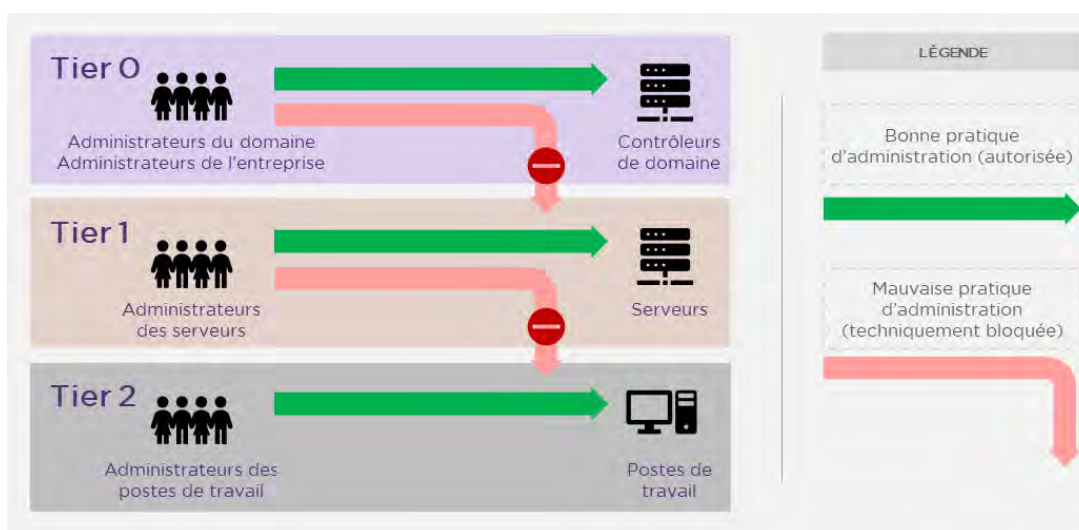 Tier 0
Administrateurs du domaine
Administrateurs de l'entreprise
Contrôleurs
de domaine
Tier 1
Administrateurs
des serveurs
Serveurs
Tier 2
Administrateurs des
postes de travail
Postes de
travail
LÉGENDE
Bonne pratique
d'administration (autorisée)
Mauvaise pratique
d'administration
(techniquement bloquée)